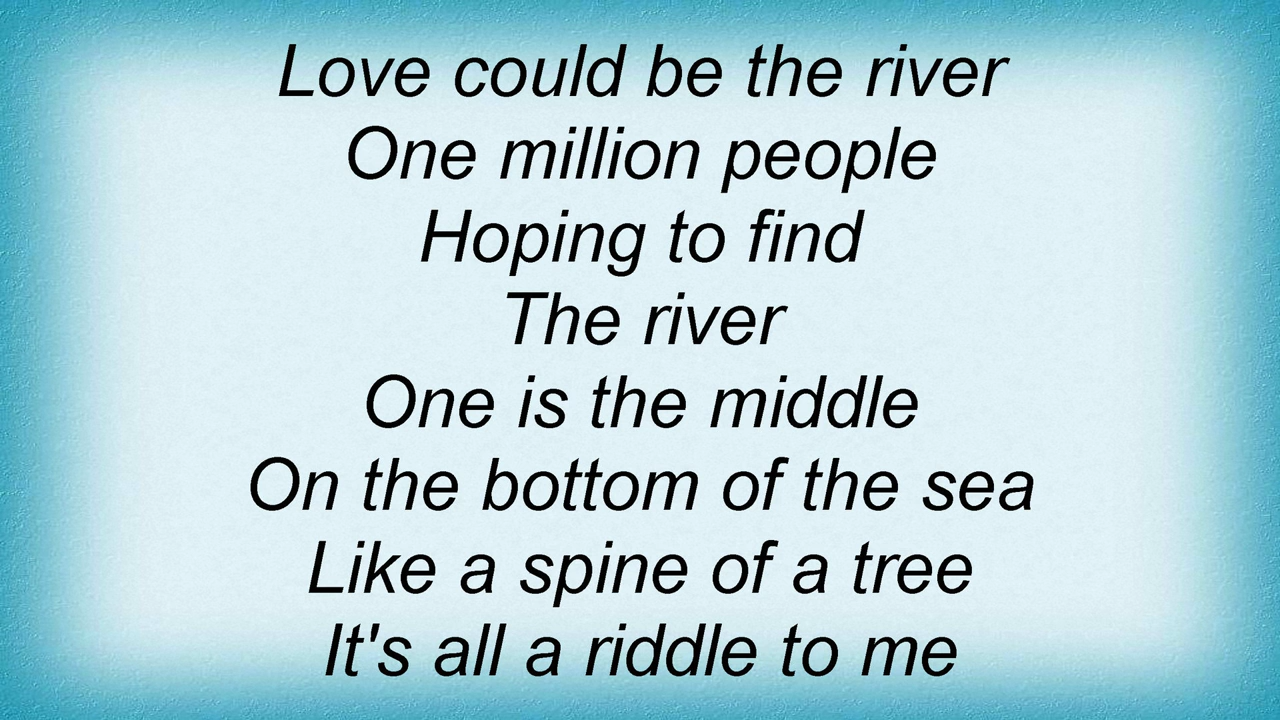 Love could be the river
One million people
Hoping to find
The river
One is the middle
On the bottom of the sea
Like a spine of a tree
It's all a riddle to me